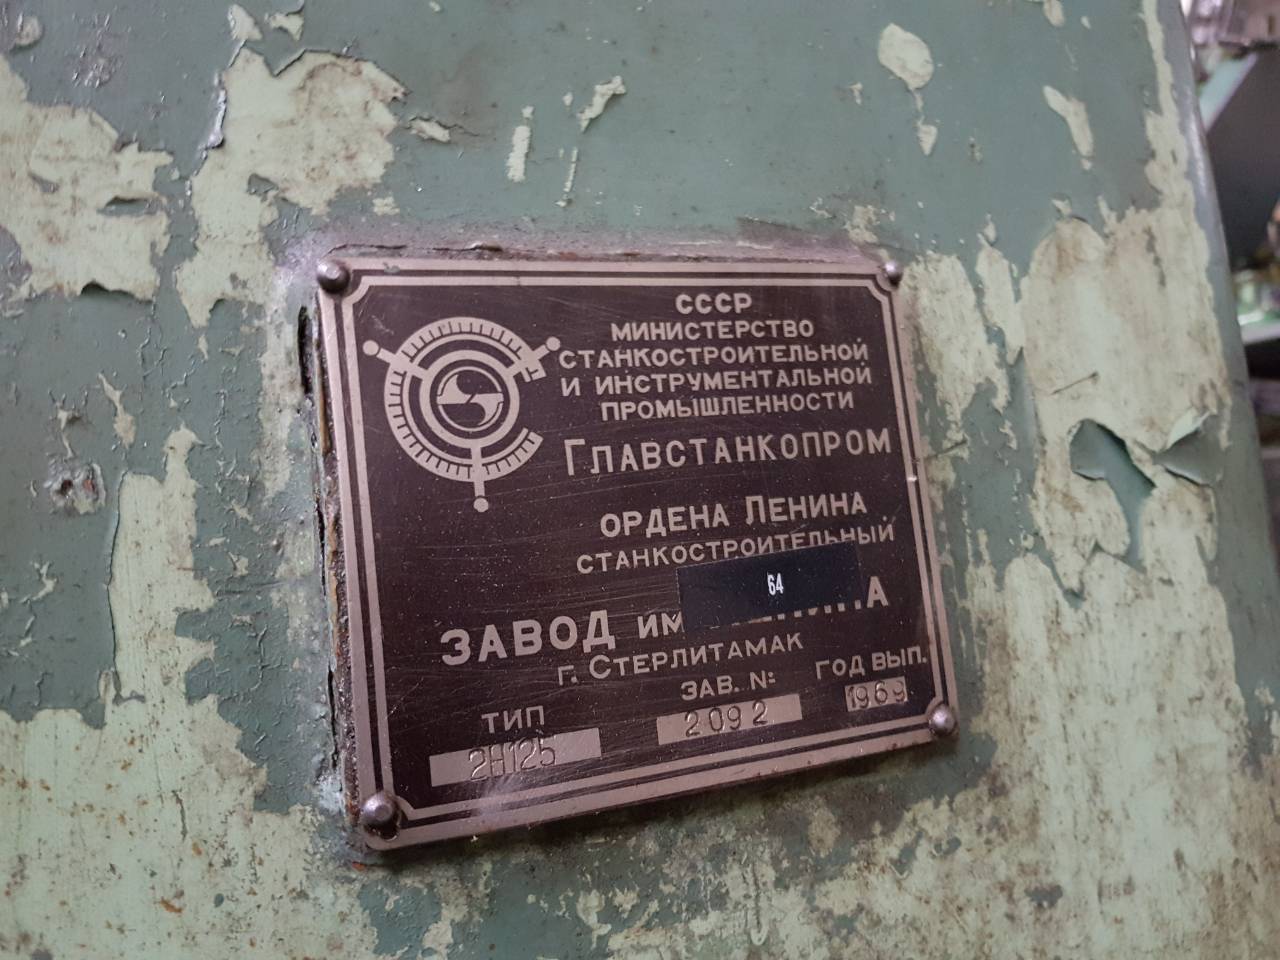 СССР
МИНИСТЕРСТВО
СТАНКОСТРОИТЕЛЬНОЙ
И ИНСТРУМЕНТАЛЬНОЙ
ПРОМЫШЛЕННОСТИ
ГЛАВСТАНКОПРОМ
ОРДЕНА ЛЕНИНА
СТАНКОСТРОИТЕЛЬНЫЙ
64
ЗАВОД ИМ
Г. СТЕРЛИТАМАК
ТИП ЗАВ. № ГОД ВЫП.
2Н125 2092 1969